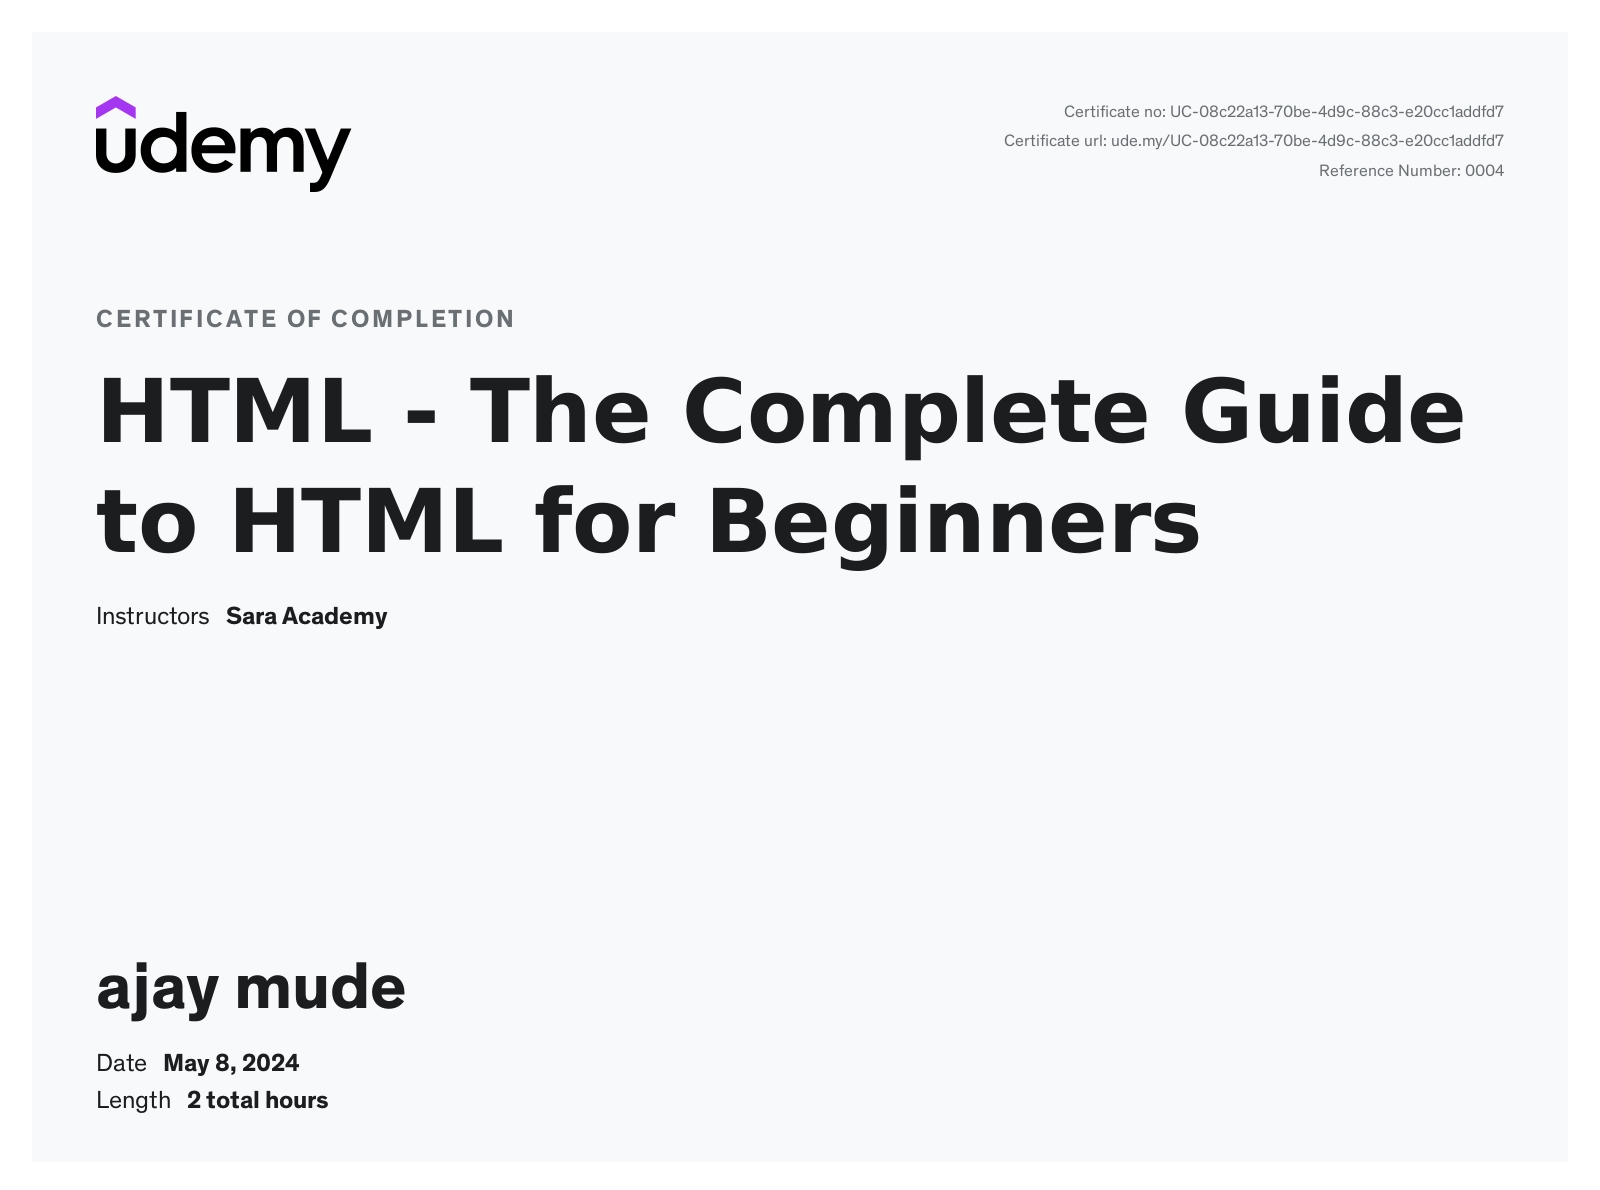 udemy
Certificate no: UC-08c22a13-70be-4d9c-88c3-e20cc1addfd7
Certificate url: ude.my/UC-08c22a13-70be-4d9c-88c3-e20cc1addfd7
Reference Number: 0004
CERTIFICATE OF COMPLETION
HTML - The Complete Guide
to HTML for Beginners
Instructors Sara Academy
ajay mude
Date May 8, 2024
Length 2 total hours